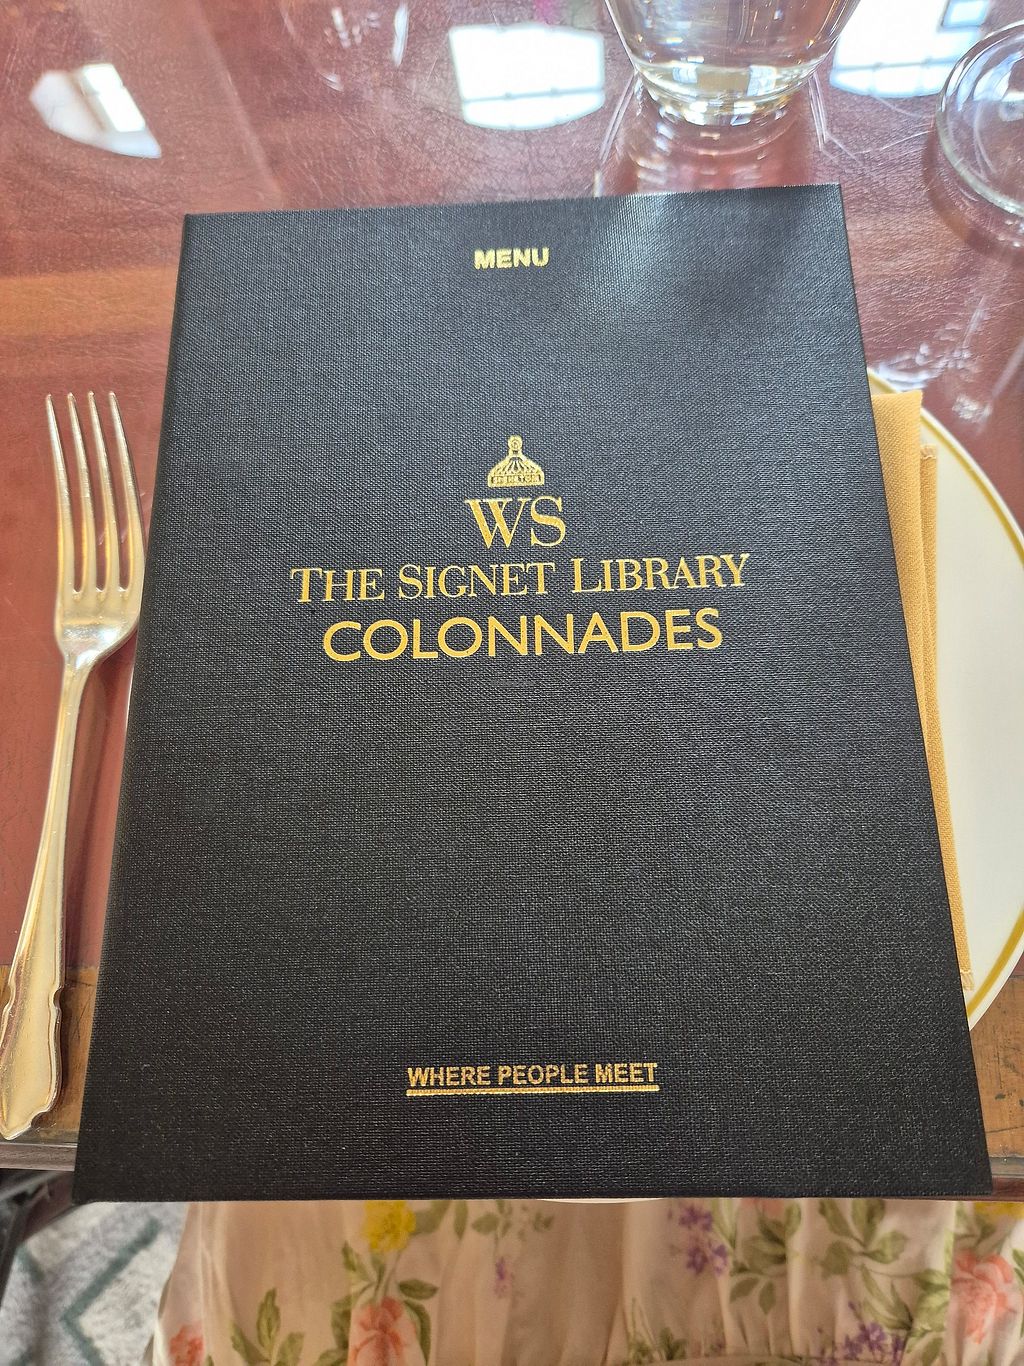 MENU
WS
THE SIGNET LIBRARY
COLONNADES
WHERE PEOPLE MEET